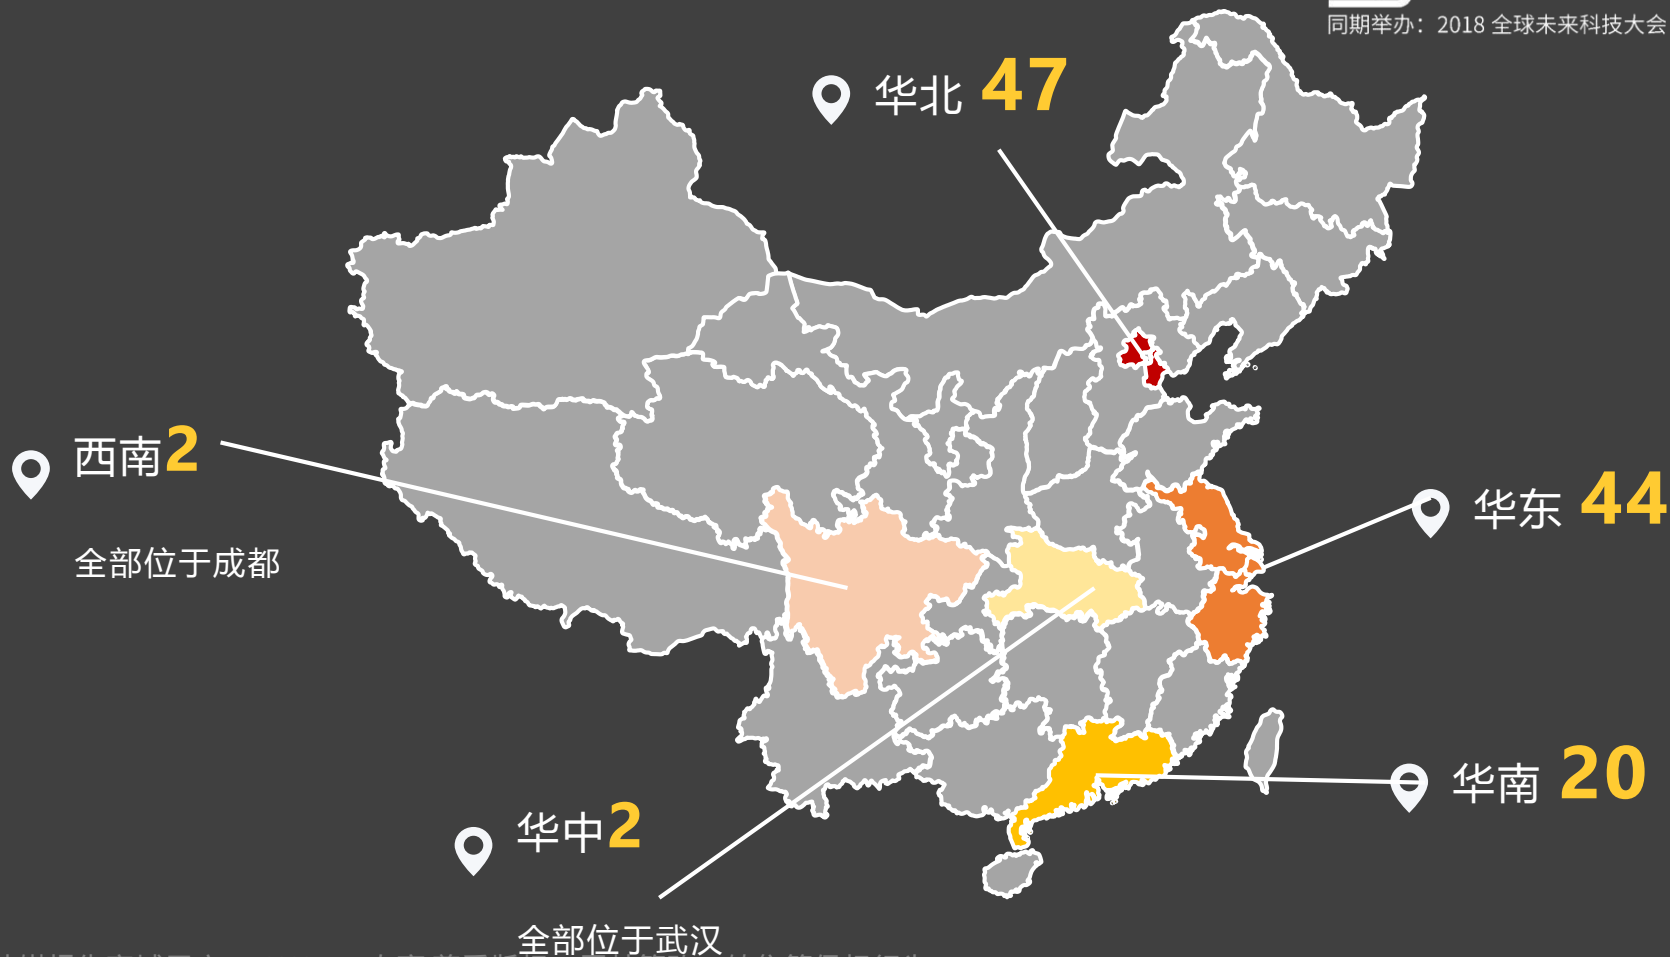 同期举办：2018 全球未来科技大会
华北 47
西南2
全部位于成都
华东 44
华南 20
华中2
全部位于武汉